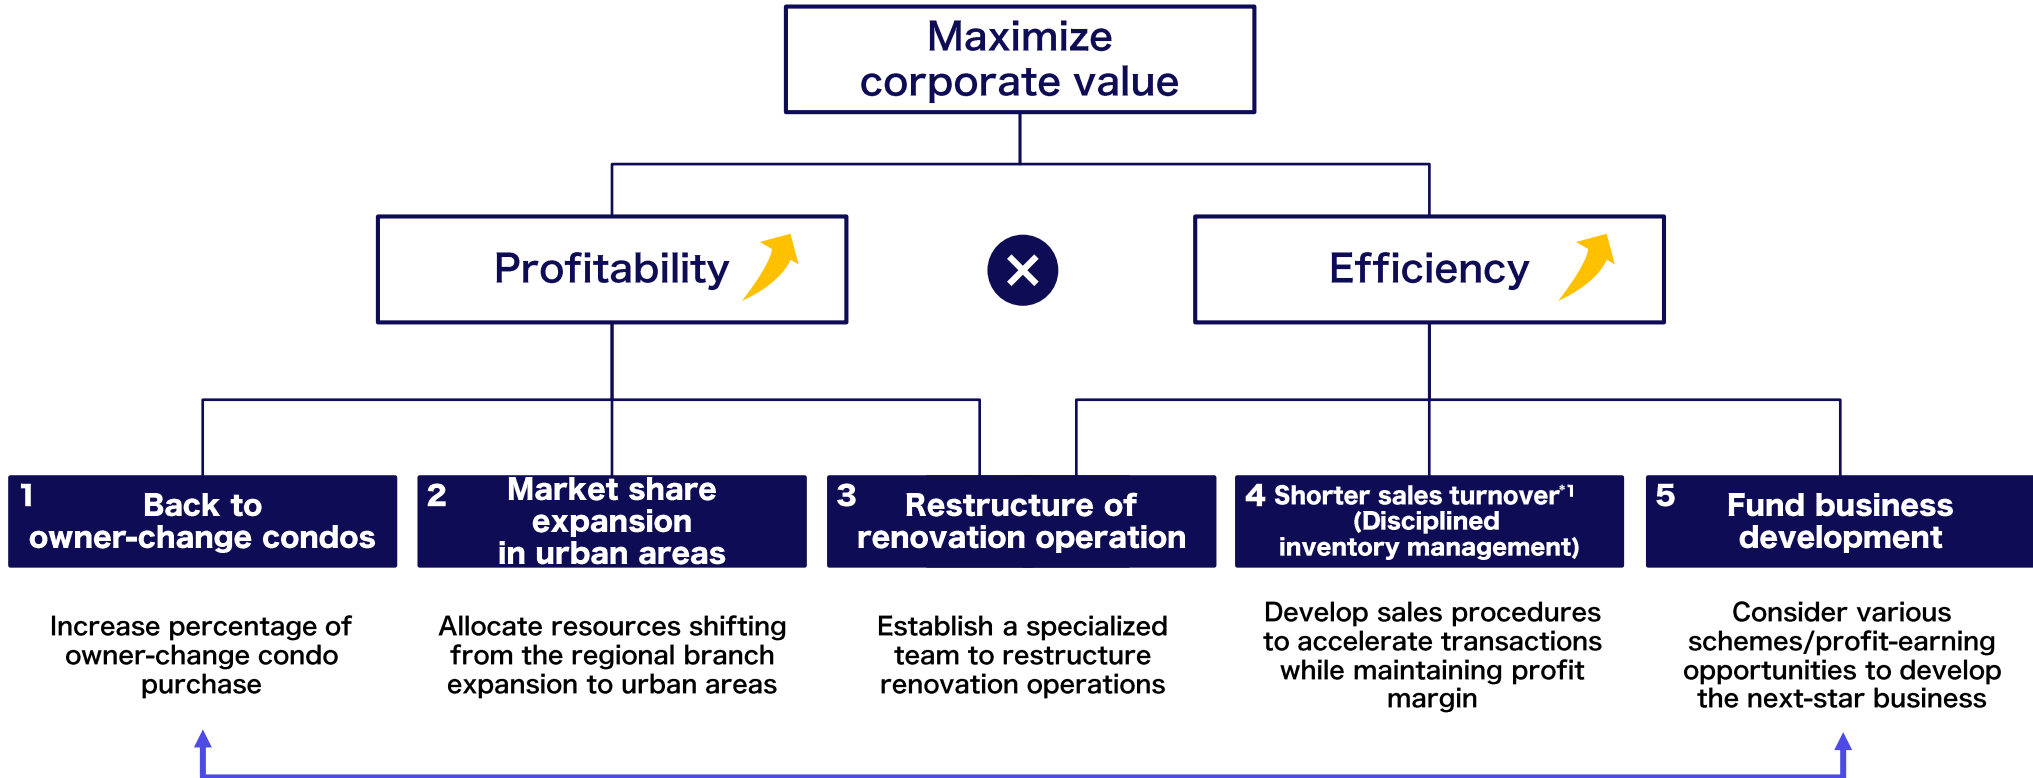 Maximize
corporate value
Profitability
×
Efficiency
1
Back to
owner-change condos
2
Market share
expansion
in urban areas
3
Restructure of
renovation operation
4
Shorter sales turnover*1
(Disciplined
inventory management)
5
Fund business
development
Increase percentage of
owner-change condo
purchase
Allocate resources shifting
from the regional branch
expansion to urban areas
Establish a specialized
team to restructure
renovation operations
Develop sales procedures
to accelerate transactions
while maintaining profit
margin
Consider various
schemes/profit-earning
opportunities to develop
the next-star business